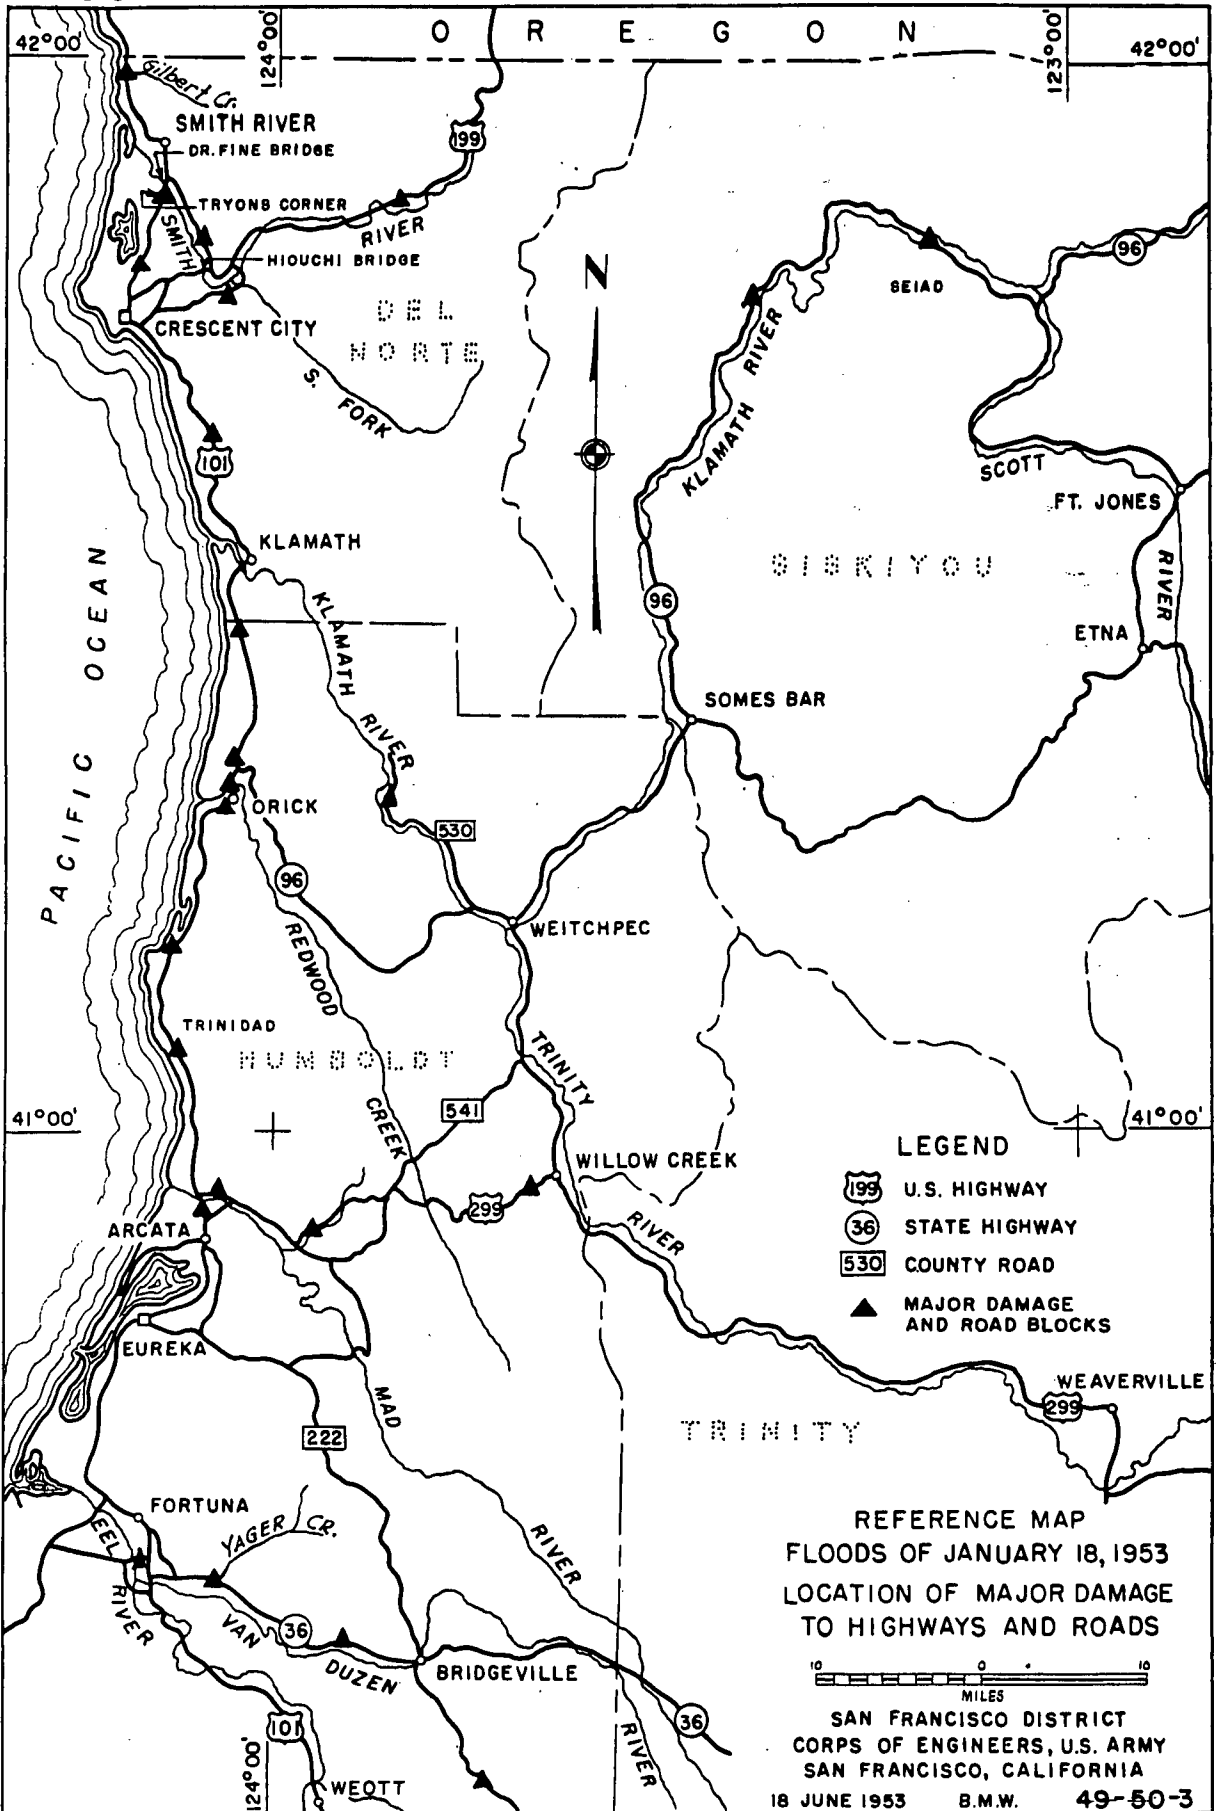 42°00'
124°00'
OREGON
123°00'
42°00'
Gilbert Cr.
SMITH RIVER
DR. FINE BRIDGE
199
TRYONS CORNER
SMITH
RIVER
HIOUCHI BRIDGE
CRESCENT CITY
DEL
NORTE
S. FORK
N
96
SEIAD
KLAMATH RIVER
101
SCOTT
FT. JONES
RIVER
ETNA
SISKIYOU
KLAMATH
KLAMATH RIVER
96
SOMES BAR
PACIFIC OCEAN
ORICK
530
96
WEITCHPEC
REDWOOD
CREEK
TRINIDAD
HUMBOLDT
TRINITY
RIVER
541
41°00'
41°00'
WILLOW CREEK
299
ARCATA
EUREKA
LEGEND
199 U.S. HIGHWAY
36 STATE HIGHWAY
530 COUNTY ROAD
MAJOR DAMAGE
AND ROAD BLOCKS
WEAVERVILLE
299
MAD
RIVER
TRINITY
222
FORTUNA
EEL
RIVER
YAGER CR.
VAN
DUZEN
36
BRIDGEVILLE
RIVER
36
101
WEOTT
124°00'
REFERENCE MAP
FLOODS OF JANUARY 18, 1953
LOCATION OF MAJOR DAMAGE
TO HIGHWAYS AND ROADS
10 0 10
MILES
SAN FRANCISCO DISTRICT
CORPS OF ENGINEERS, U.S. ARMY
SAN FRANCISCO, CALIFORNIA
18 JUNE 1953 B.M.W. 49-50-3